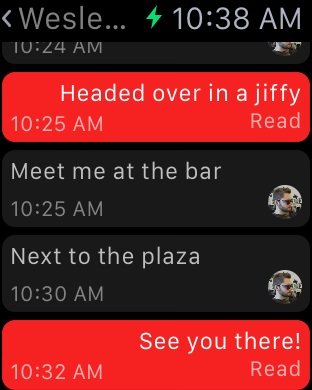 Wesle... 10:38 AM
10:24 AM
Headed over in a jiffy
10:25 AM Read
Meet me at the bar
10:25 AM
Next to the plaza
10:30 AM
See you there!
10:32 AM Read